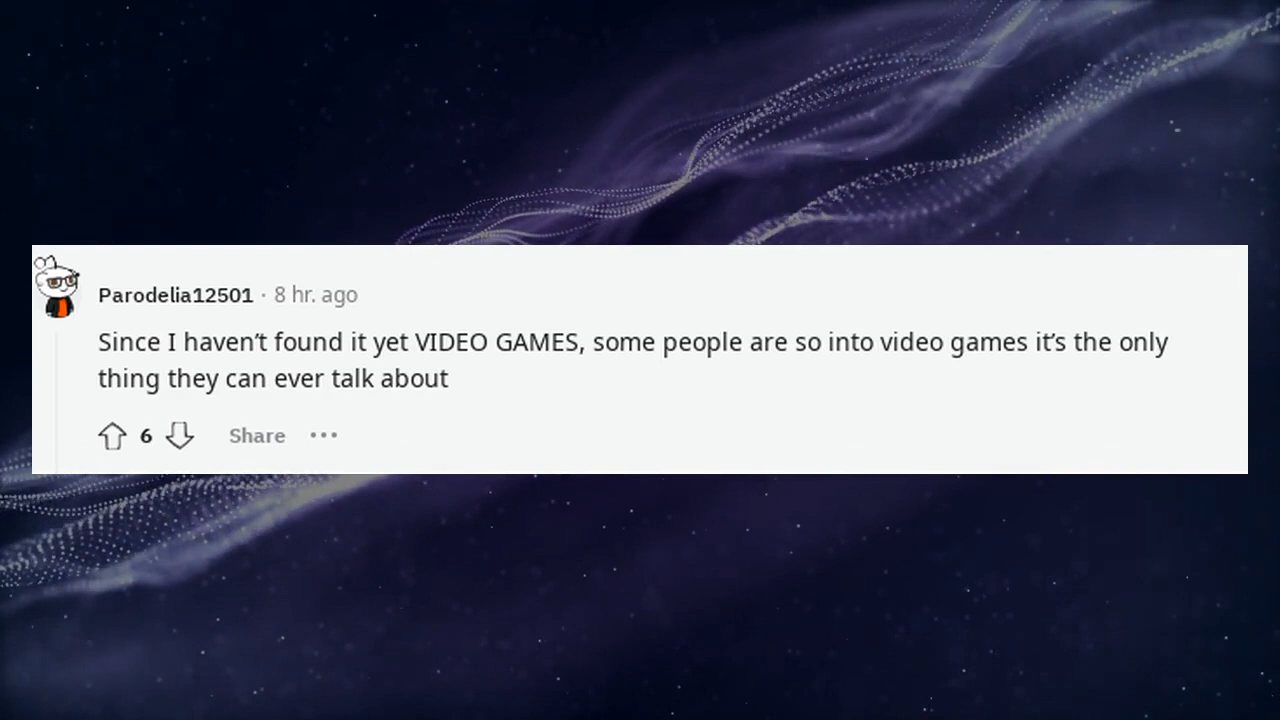 Parodelia12501 · 8 hr. ago
Since I haven’t found it yet VIDEO GAMES, some people are so into video games it’s the only
thing they can ever talk about
6 Share